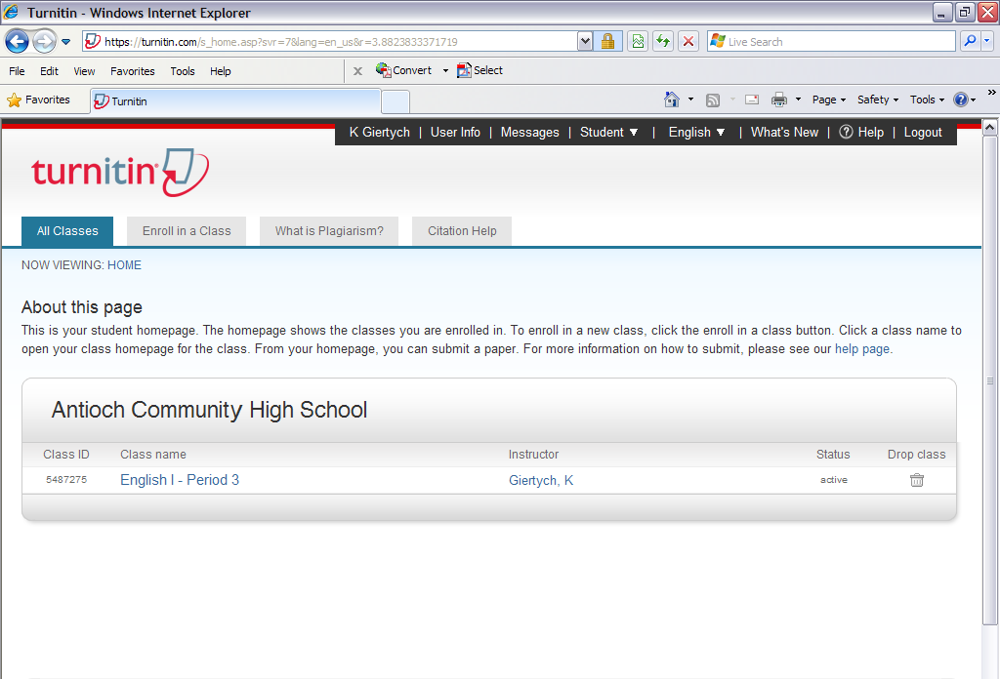 Turnitin - Windows Internet Explorer
https://turnitin.com/s_home.asp?svr=7&lang=en_us&r=3.8823833371719
Live Search
File Edit View Favorites Tools Help
x Convert Select
Favorites Turnitin Page Safety Tools »
K Giertych | User Info | Messages | Student ▼ | English ▼ | What's New | ? Help | Logout
turnitin
All Classes Enroll in a Class What is Plagiarism? Citation Help
NOW VIEWING: HOME
About this page
This is your student homepage. The homepage shows the classes you are enrolled in. To enroll in a new class, click the enroll in a class button. Click a class name to
open your class homepage for the class. From your homepage, you can submit a paper. For more information on how to submit, please see our help page.
Antioch Community High School
Class ID Class name Instructor Status Drop class
5487275 English I - Period 3 Giertych, K active